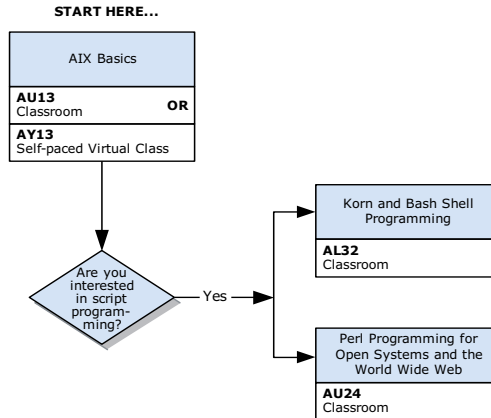 START HERE...
AIX Basics
AU13
Classroom OR
AY13
Self-paced Virtual Class
Are you
interested
in script
program-
ming?
Yes
Korn and Bash Shell
Programming
AL32
Classroom
Perl Programming for
Open Systems and the
World Wide Web
AU24
Classroom